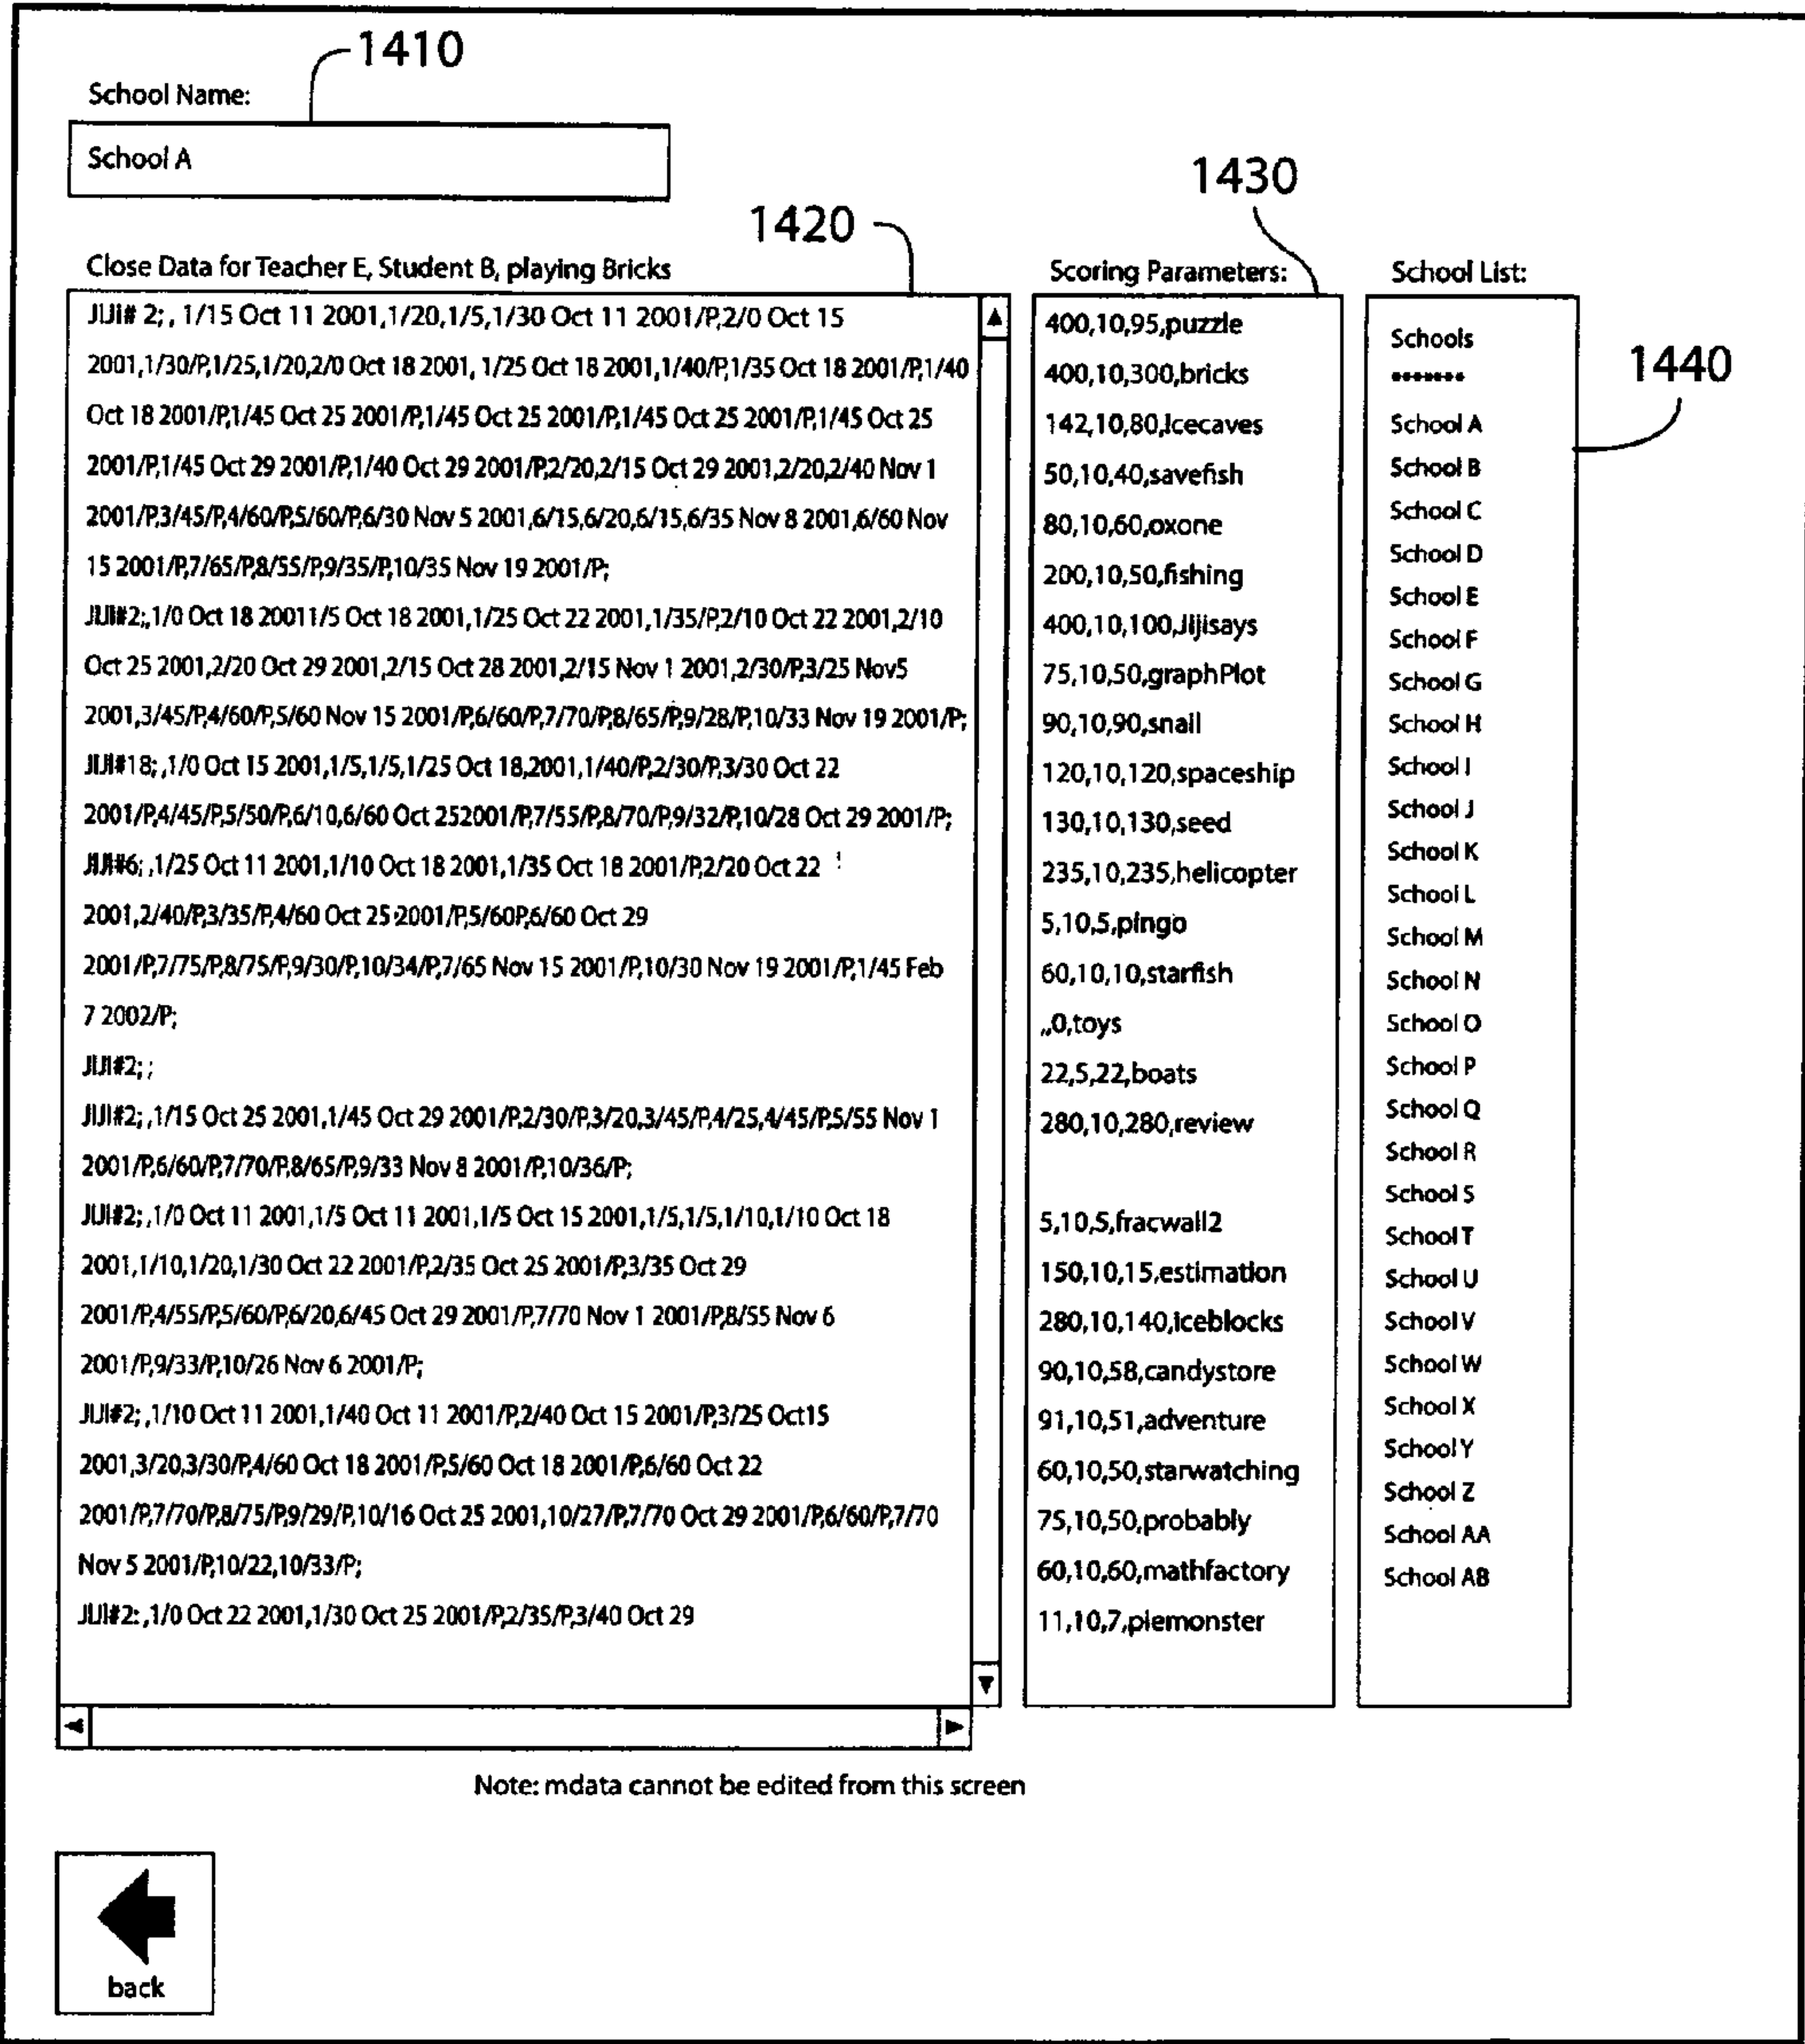 1410
School Name:
School A
1420
1430
1440
Close Data for Teacher E, Student B, playing Bricks
JIJI# 2;, 1/15 Oct 11 2001,1/20,1/5,1/30 Oct 11 2001/P,2/0 Oct 15
2001,1/30/P,1/25,1/20,2/0 Oct 18 2001, 1/25 Oct 18 2001,1/40/P,1/35 Oct 18 2001/P,1/40
Oct 18 2001/P,1/45 Oct 25 2001/P,1/45 Oct 25 2001/P,1/45 Oct 25 2001/P,1/45 Oct 25
2001/P,1/45 Oct 29 2001/P,1/40 Oct 29 2001/P,2/20,2/15 Oct 29 2001,2/20,2/40 Nov 1
2001/P,3/45/P,4/60/P,5/60/P,6/30 Nov 5 2001,6/15,6/20,6/15,6/35 Nov 8 2001,6/60 Nov
15 2001/P,7/65/P,8/55/P,9/35/P,10/35 Nov 19 2001/P;
JIJI#2;,1/0 Oct 18 20011/5 Oct 18 2001,1/25 Oct 22 2001,1/35/P,2/10 Oct 22 2001,2/10
Oct 25 2001,2/20 Oct 29 2001,2/15 Oct 28 2001,2/15 Nov 1 2001,2/30/P,3/25 Nov5
2001,3/45/P,4/60/P,5/60 Nov 15 2001/P,6/60/P,7/70/P,8/65/P,9/28/P,10/33 Nov 19 2001/P;
JIJI#18; ,1/0 Oct 15 2001,1/5,1/5,1/25 Oct 18,2001,1/40/P,2/30/P,3/30 Oct 22
2001/P,4/45/P,5/50/P,6/10,6/60 Oct 252001/P,7/55/P,8/70/P,9/32/P,10/28 Oct 29 2001/P;
JIJI#6; ,1/25 Oct 11 2001,1/10 Oct 18 2001,1/35 Oct 18 2001/P,2/20 Oct 22
2001,2/40/P,3/35/P,4/60 Oct 25 2001/P,5/60P,6/60 Oct 29
2001/P,7/75/P,8/75/P,9/30/P,10/34/P,7/65 Nov 15 2001/P,10/30 Nov 19 2001/P,1/45 Feb
7 2002/P;
JIJI#2; ;
JIJI#2; ,1/15 Oct 25 2001,1/45 Oct 29 2001/P,2/30/P,3/20,3/45/P,4/25,4/45/P,5/55 Nov 1
2001/P,6/60/P,7/70/P,8/65/P,9/33 Nov 8 2001/P,10/36/P;
JIJI#2; ,1/0 Oct 11 2001,1/5 Oct 11 2001,1/5 Oct 15 2001,1/5,1/5,1/10,1/10 Oct 18
2001,1/10,1/20,1/30 Oct 22 2001/P,2/35 Oct 25 2001/P,3/35 Oct 29
2001/P,4/55/P,5/60/P,6/20,6/45 Oct 29 2001/P,7/70 Nov 1 2001/P,8/55 Nov 6
2001/P,9/33/P,10/26 Nov 6 2001/P;
JIJI#2; ,1/10 Oct 11 2001,1/40 Oct 11 2001/P,2/40 Oct 15 2001/P,3/25 Oct15
2001,3/20,3/30/P,4/60 Oct 18 2001/P,5/60 Oct 18 2001/P,6/60 Oct 22
2001/P,7/70/P,8/75/P,9/29/P,10/16 Oct 25 2001,10/27/P,7/70 Oct 29 2001/P,6/60/P,7/70
Nov 5 2001/P,10/22,10/33/P;
JIJI#2: ,1/0 Oct 22 2001,1/30 Oct 25 2001/P,2/35/P,3/40 Oct 29
Scoring Parameters:
400,10,95,puzzle
400,10,300,bricks
142,10,80,Icecaves
50,10,40,savefish
80,10,60,oxone
200,10,50,fishing
400,10,100,Jijisays
75,10,50,graphPlot
90,10,90,snail
120,10,120,spaceship
130,10,130,seed
235,10,235,helicopter
5,10,5,pingo
60,10,10,starfish
,,0,toys
22,5,22,boats
280,10,280,review
5,10,5,fracwall2
150,10,15,estimation
280,10,140,iceblocks
90,10,58,candystore
91,10,51,adventure
60,10,50,starwatching
75,10,50,probably
60,10,60,mathfactory
11,10,7,piemonster
School List:
Schools
*******
School A
School B
School C
School D
School E
School F
School G
School H
School I
School J
School K
School L
School M
School N
School O
School P
School Q
School R
School S
School T
School U
School V
School W
School X
School Y
School Z
School AA
School AB
Note: mdata cannot be edited from this screen
back